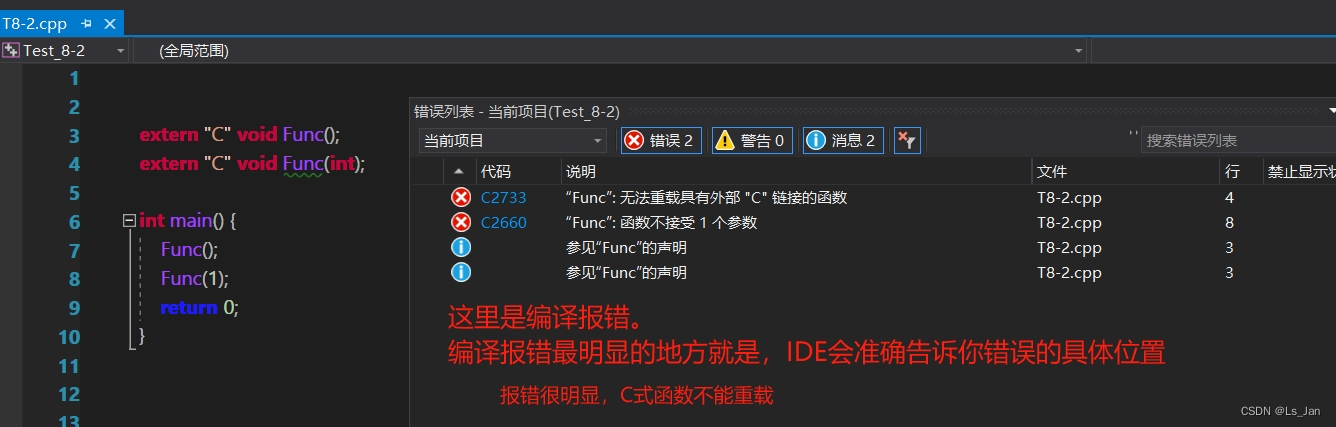 T8-2.cpp
Test_8-2
(全局范围)
1
2
3 extern "C" void Func();
4 extern "C" void Func(int);
5
6 int main() {
7 Func();
8 Func(1);
9 return 0;
10 }
11
12
13
错误列表 - 当前项目(Test_8-2)
当前项目 错误 2 警告 0 消息 2 搜索错误列表
代码 说明 文件 行 禁止显示状
C2733 “Func”: 无法重载具有外部 "C" 链接的函数 T8-2.cpp 4
C2660 “Func”: 函数不接受 1 个参数 T8-2.cpp 8
参见“Func”的声明 T8-2.cpp 3
参见“Func”的声明 T8-2.cpp 3
这里是编译报错。
编译报错最明显的地方就是，IDE会准确告诉你错误的具体位置
报错很明显，C式函数不能重载
CSDN @Ls_Jan